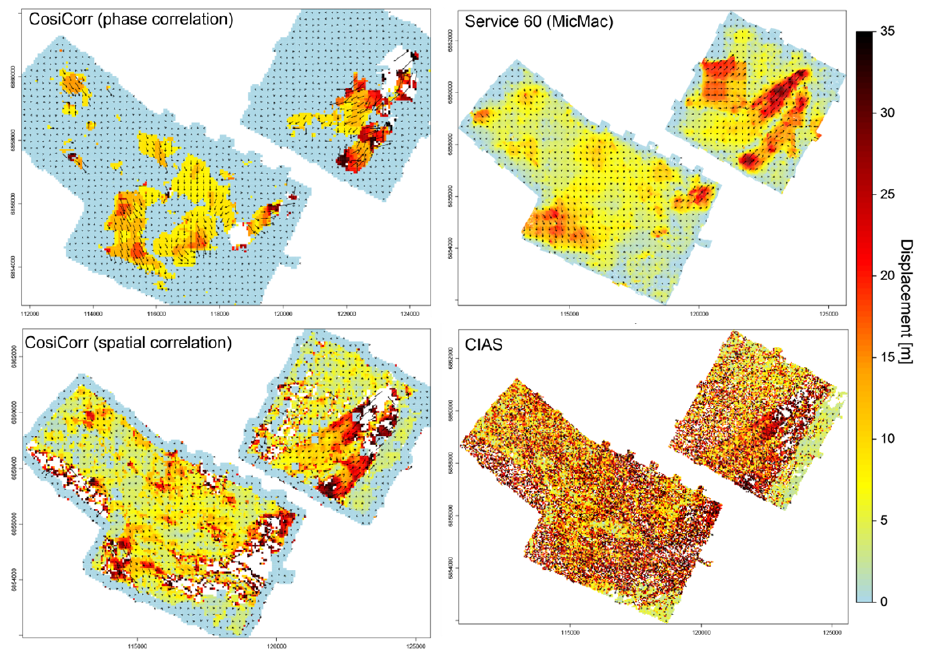 CosiCorr (phase correlation)
Service 60 (MicMac)
112000 114000 116000 118000 120000 122000 124000
115000 120000 125000
CosiCorr (spatial correlation)
CIAS
115000 120000 125000
115000 120000 125000
35
30
25
20
15
10
5
0
Displacement [m]